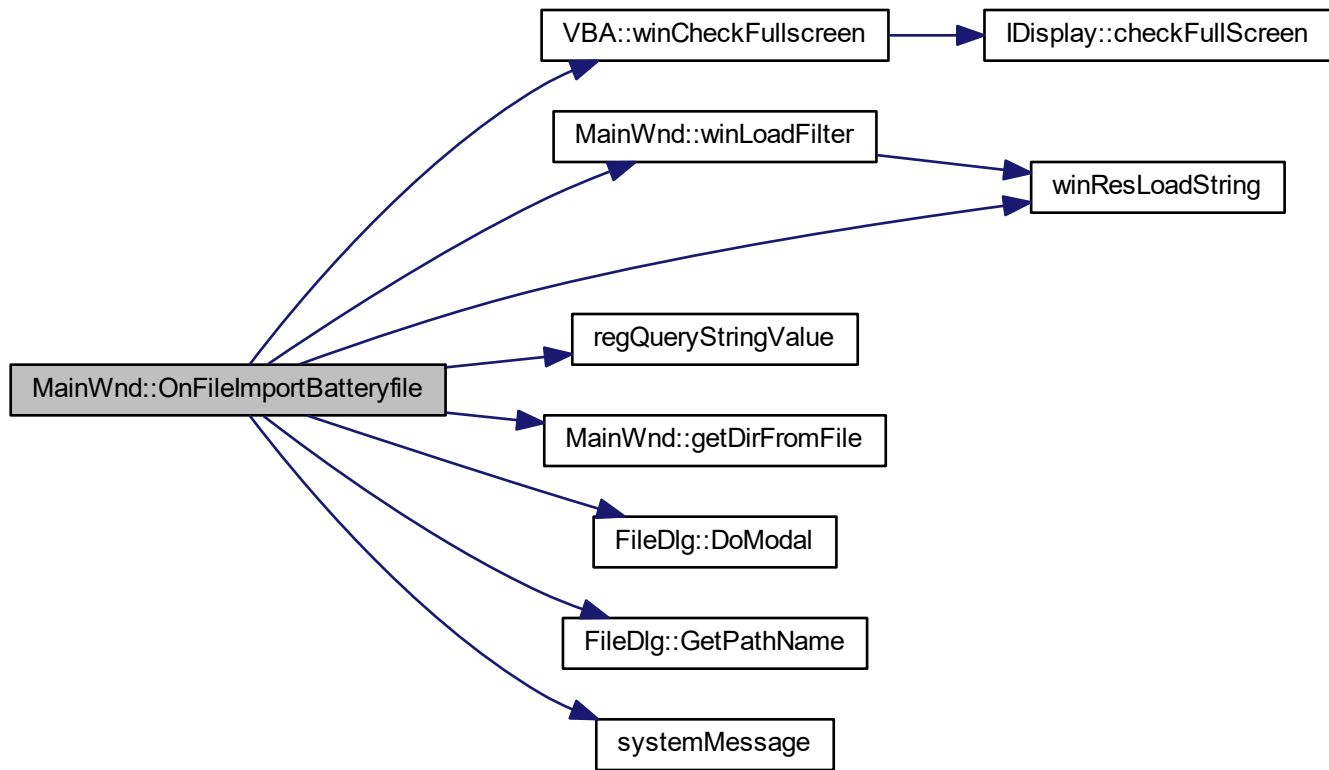 VBA::winCheckFullscreen
IDisplay::checkFullScreen
MainWnd::winLoadFilter
winResLoadString
regQueryStringValue
MainWnd::OnFileImportBatteryfile
MainWnd::getDirFromFile
FileDlg::DoModal
FileDlg::GetPathName
systemMessage